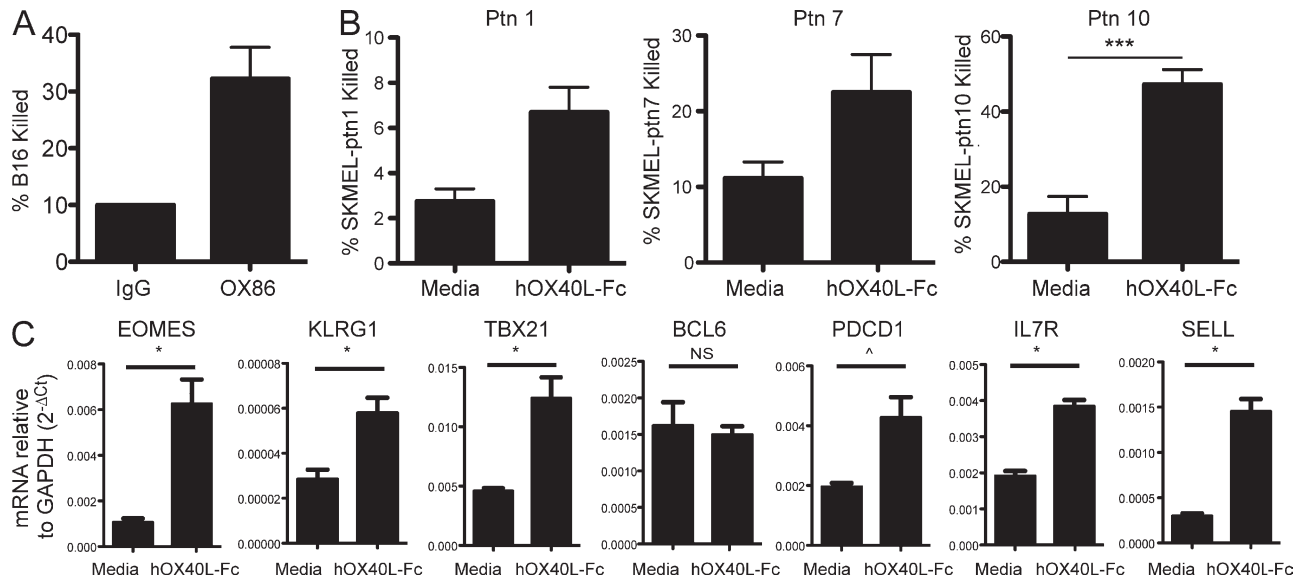 A
% B16 Killed
40
30
20
10
0
IgG OX86
B
Ptn 1
% SKMEL-ptn1 Killed
10
8
6
4
2
0
Media hOX40L-Fc
Ptn 7
% SKMEL-ptn7 Killed
30
20
10
0
Media hOX40L-Fc
Ptn 10
% SKMEL-ptn10 Killed
60
40
20
0
***
Media hOX40L-Fc
C
mRNA relative
to GAPDH (2-ΔCt)
EOMES
*
0.008
0.006
0.004
0.002
0.000
Media hOX40L-Fc
KLRG1
*
0.00008
0.00006
0.00004
0.00002
0.00000
Media hOX40L-Fc
TBX21
*
0.015
0.010
0.005
0.000
Media hOX40L-Fc
BCL6
NS
0.0025
0.0020
0.0015
0.0010
0.0005
0.0000
Media hOX40L-Fc
PDCD1
^
0.006
0.004
0.002
0.000
Media hOX40L-Fc
IL7R
*
0.005
0.004
0.003
0.002
0.001
0.000
Media hOX40L-Fc
SELL
*
0.0020
0.0015
0.0010
0.0005
0.0000
Media hOX40L-Fc